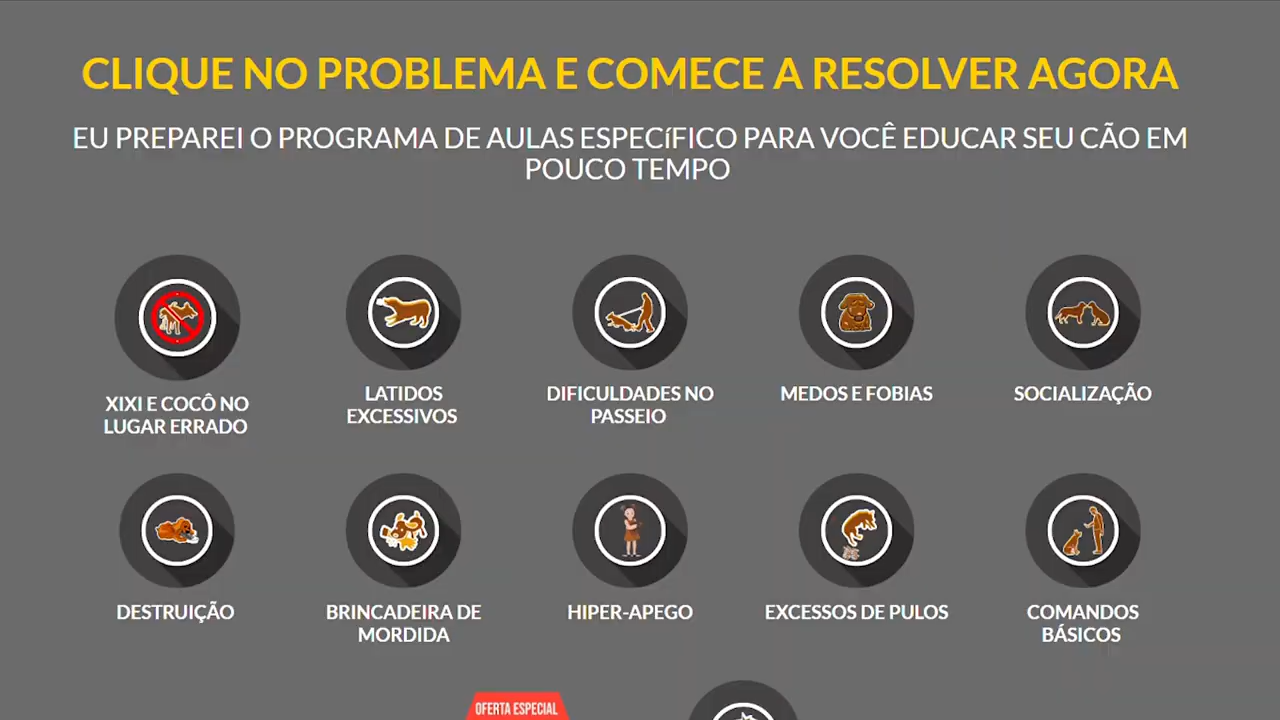 CLIQUE NO PROBLEMA E COMECE A RESOLVER AGORA
EU PREPAREI O PROGRAMA DE AULAS ESPECíFICO PARA VOCÊ EDUCAR SEU CÃO EM
POUCO TEMPO
XIXI E COCÔ NO
LUGAR ERRADO
LATIDOS
EXCESSIVOS
DIFICULDADES NO
PASSEIO
MEDOS E FOBIAS
SOCIALIZAÇÃO
DESTRUIÇÃO
BRINCADEIRA DE
MORDIDA
HIPER-APEGO
EXCESSOS DE PULOS
COMANDOS
BÁSICOS
OFERTA ESPECIAL